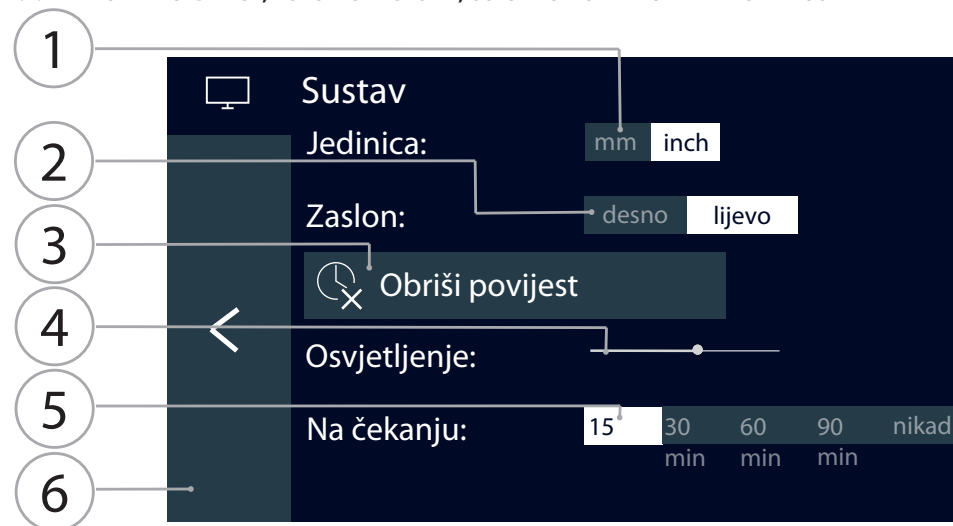 1
Sustav
Jedinica: mm inch
2
Zaslon: desno lijevo
3
Obriši povijest
4
Osvjetljenje:
5
Na čekanju: 15 30 60 90 nikad
min min min
6